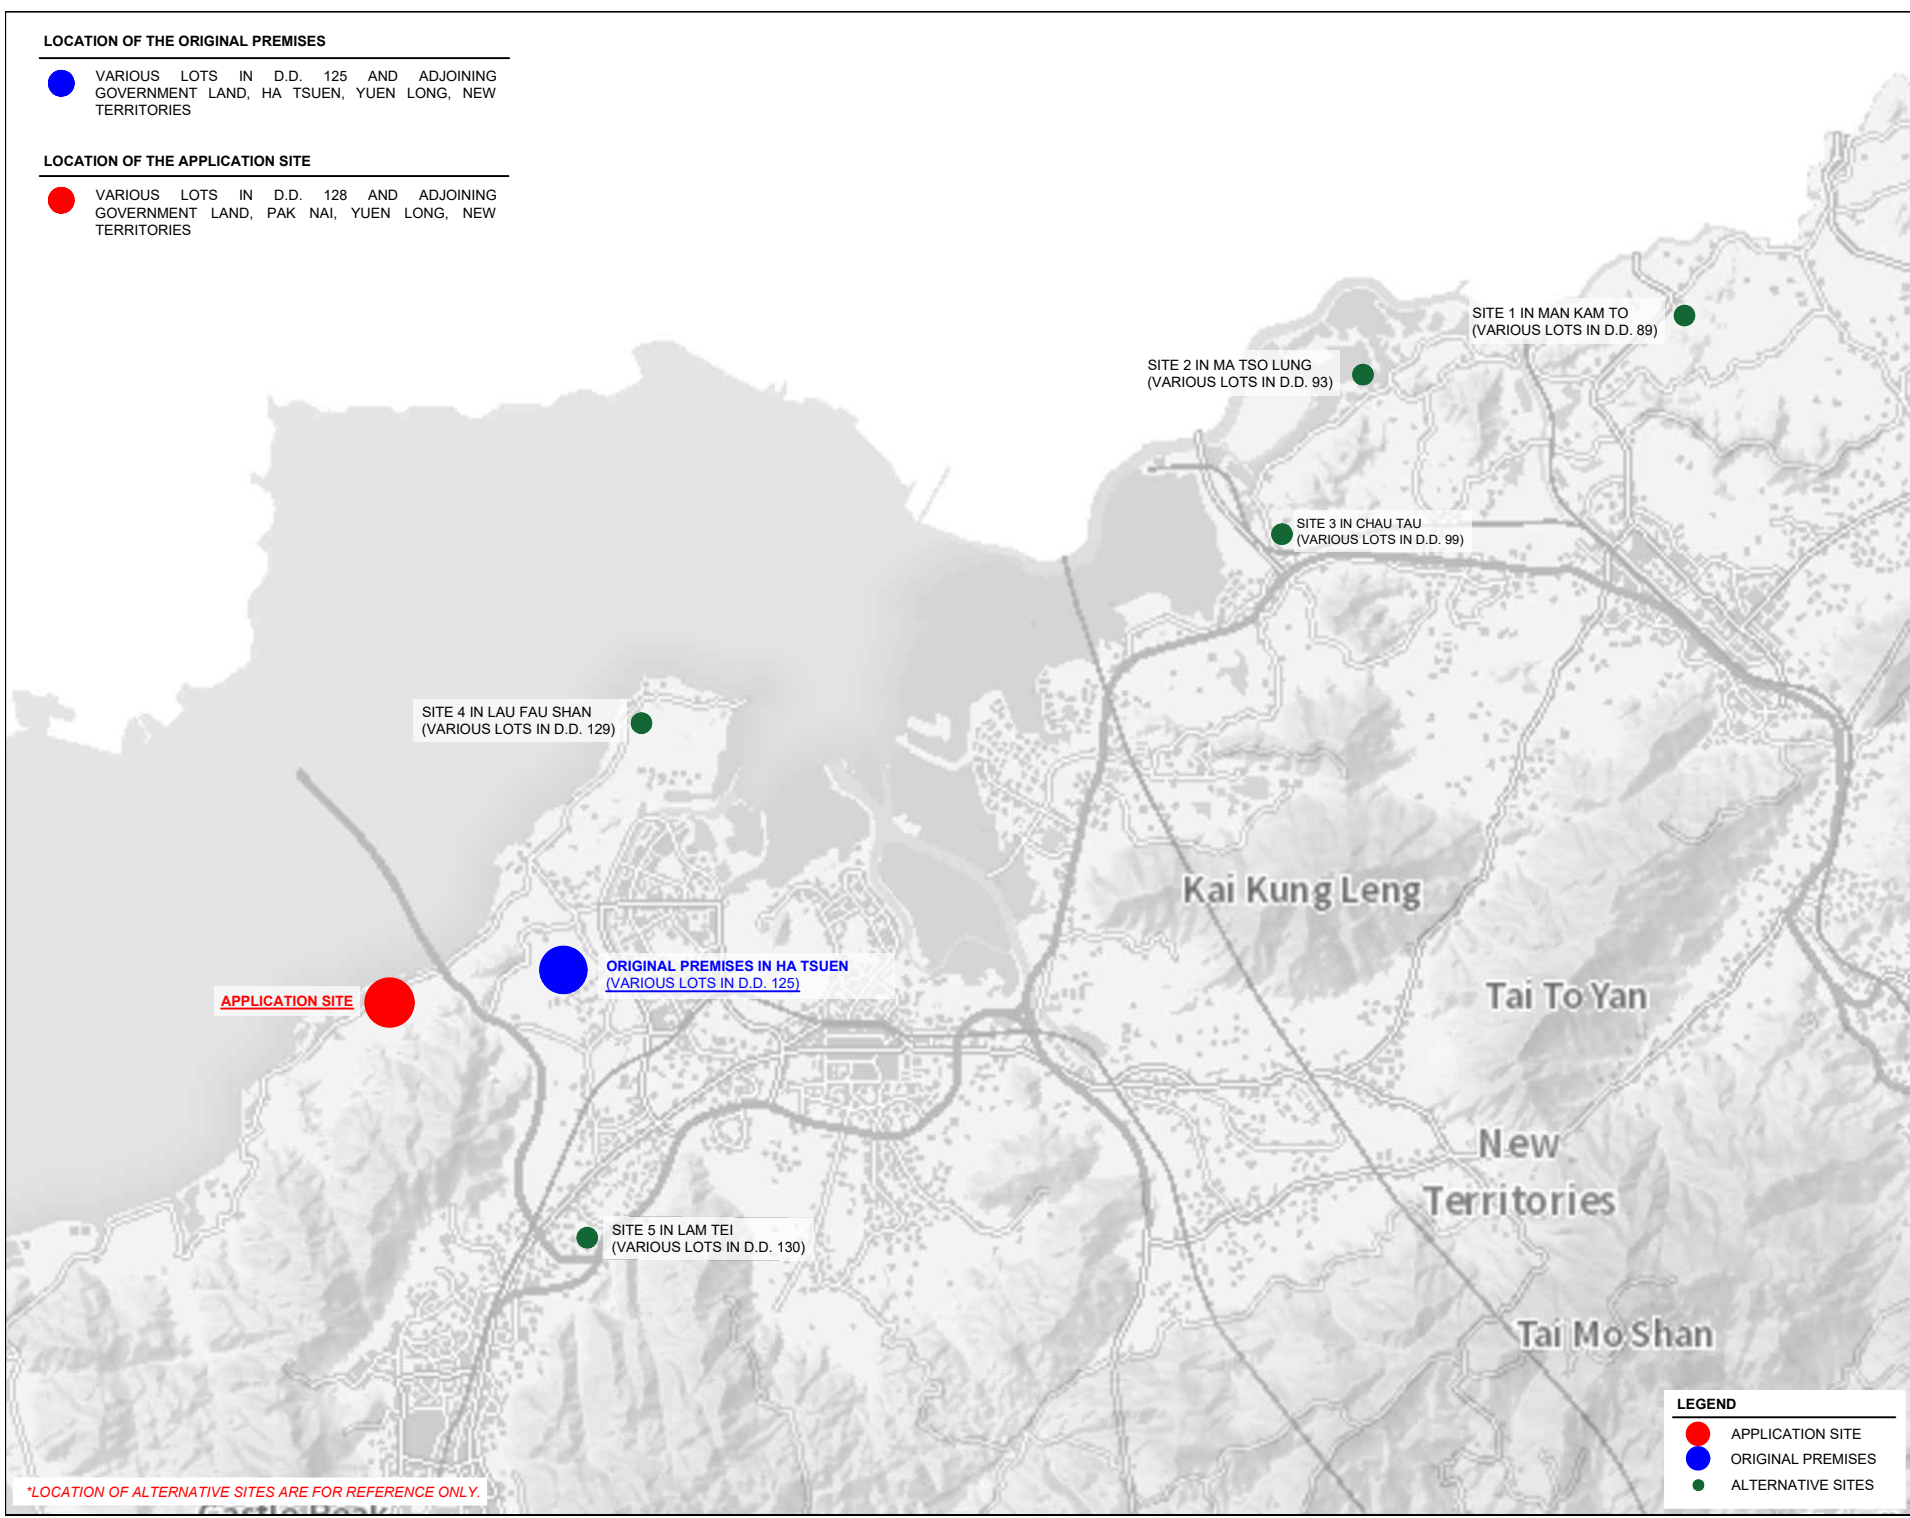 LOCATION OF THE ORIGINAL PREMISES
VARIOUS LOTS IN D.D. 125 AND ADJOINING
GOVERNMENT LAND, HA TSUEN, YUEN LONG, NEW
TERRITORIES
LOCATION OF THE APPLICATION SITE
VARIOUS LOTS IN D.D. 128 AND ADJOINING
GOVERNMENT LAND, PAK NAI, YUEN LONG, NEW
TERRITORIES
SITE 1 IN MAN KAM TO
(VARIOUS LOTS IN D.D. 89)
SITE 2 IN MA TSO LUNG
(VARIOUS LOTS IN D.D. 93)
SITE 3 IN CHAU TAU
(VARIOUS LOTS IN D.D. 99)
SITE 4 IN LAU FAU SHAN
(VARIOUS LOTS IN D.D. 129)
Kai Kung Leng
ORIGINAL PREMISES IN HA TSUEN
(VARIOUS LOTS IN D.D. 125)
APPLICATION SITE
Tai To Yan
New
Territories
SITE 5 IN LAM TEI
(VARIOUS LOTS IN D.D. 130)
Tai Mo Shan
LEGEND
APPLICATION SITE
ORIGINAL PREMISES
ALTERNATIVE SITES
*LOCATION OF ALTERNATIVE SITES ARE FOR REFERENCE ONLY.
Castle Peak